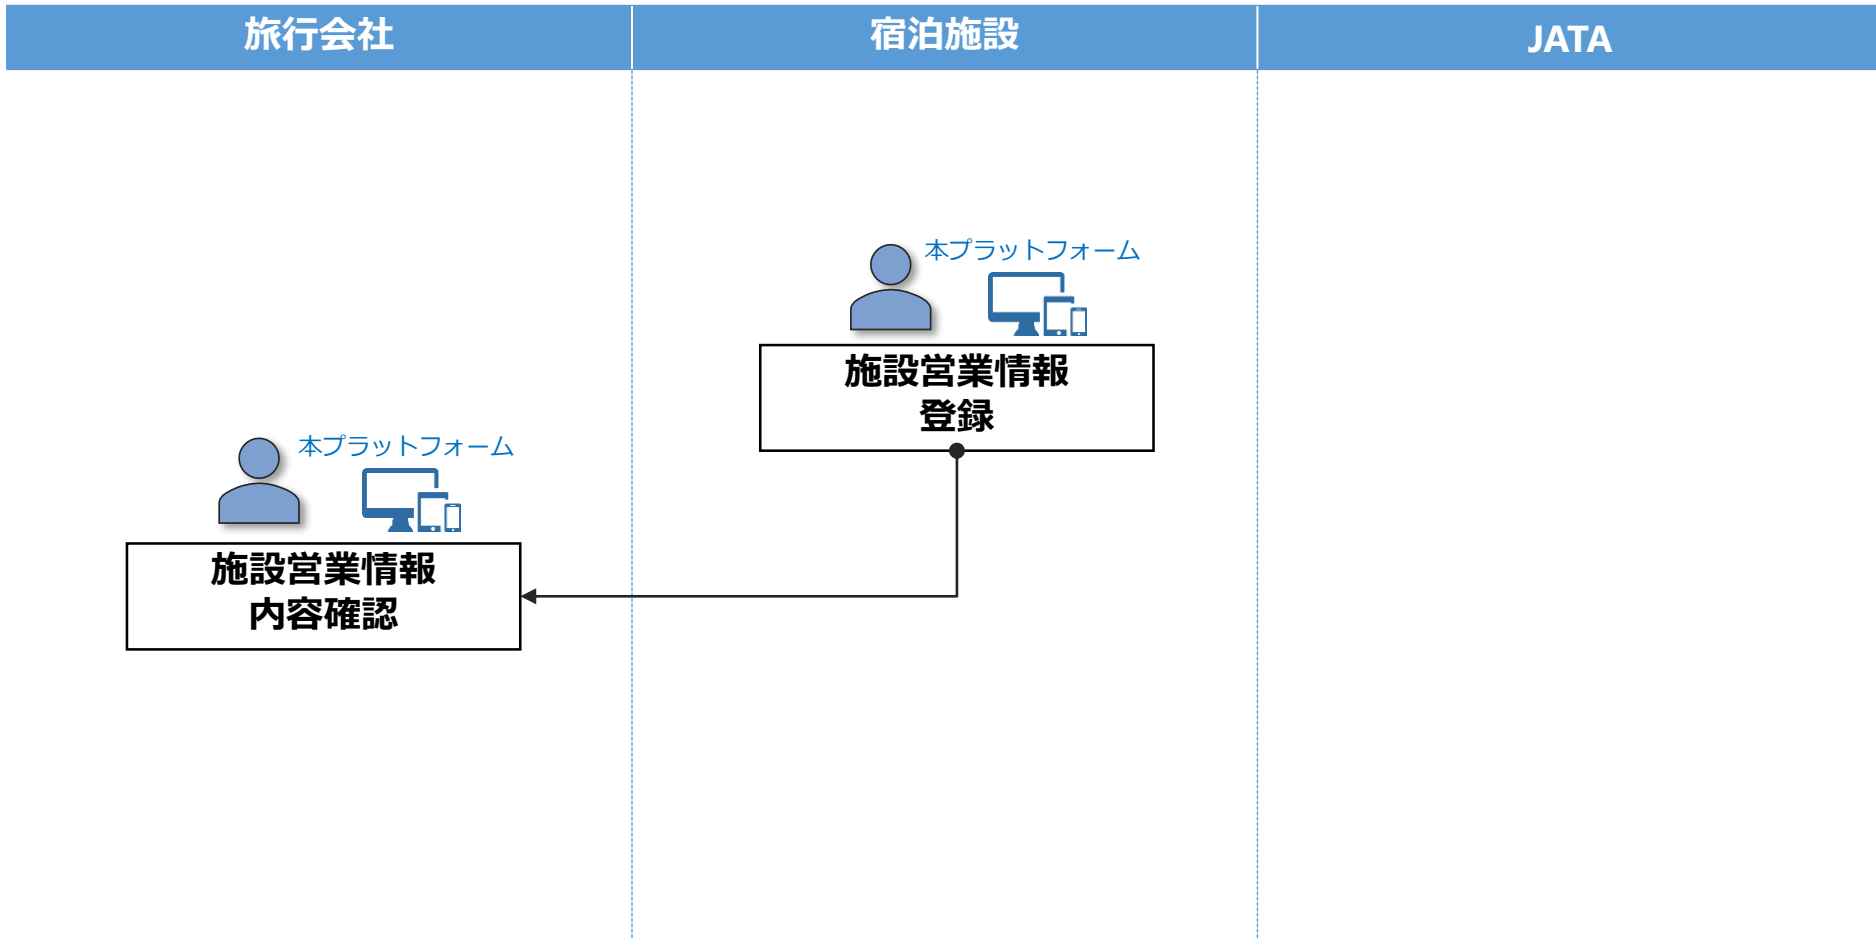 旅行会社
宿泊施設
JATA
本プラットフォーム
施設営業情報
登録
本プラットフォーム
施設営業情報
内容確認